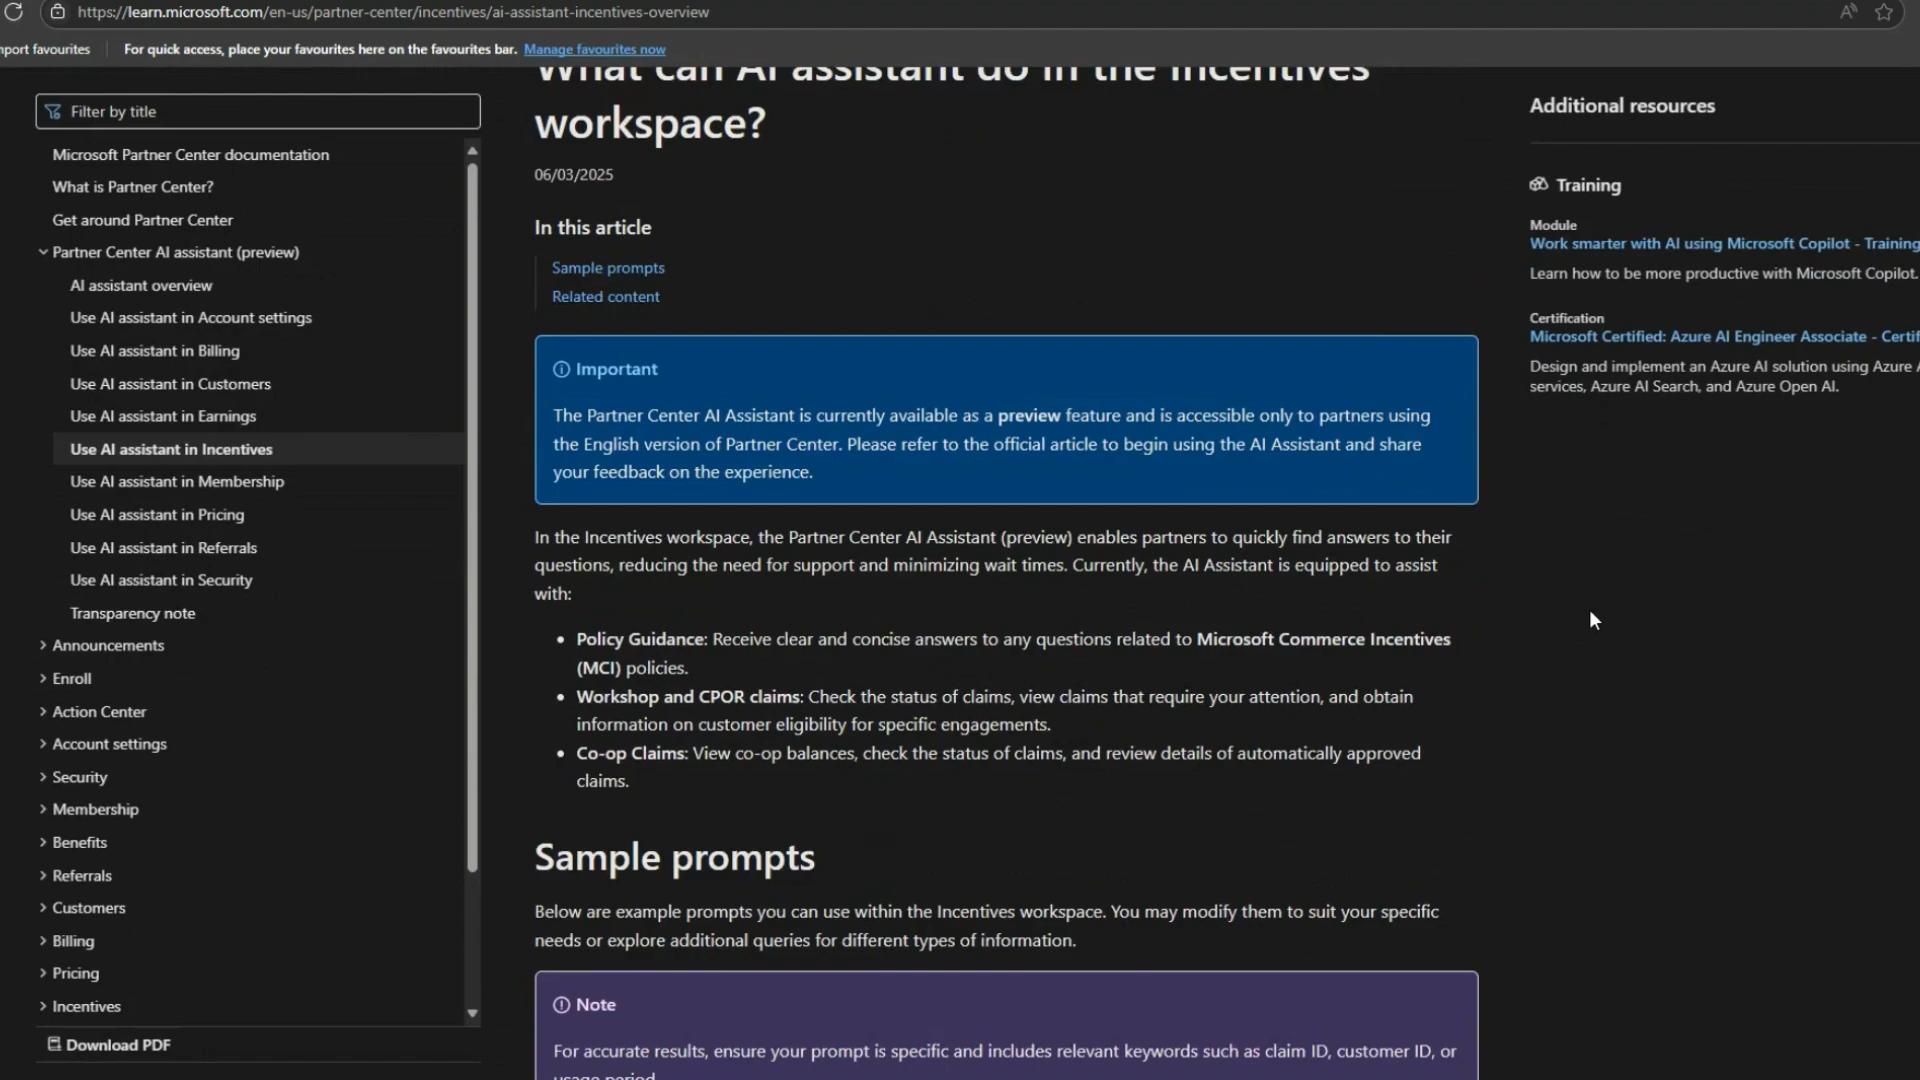 https://learn.microsoft.com/en-us/partner-center/incentives/ai-assistant-incentives-overview
favourites
For quick access, place your favourites here on the favourites bar. Manage favourites now
Filter by title
Microsoft Partner Center documentation
What is Partner Center?
Get around Partner Center
Partner Center AI assistant (preview)
AI assistant overview
Use AI assistant in Account settings
Use AI assistant in Billing
Use AI assistant in Customers
Use AI assistant in Earnings
Use AI assistant in Incentives
Use AI assistant in Membership
Use AI assistant in Pricing
Use AI assistant in Referrals
Use AI assistant in Security
Transparency note
Announcements
Enroll
Action Center
Account settings
Security
Membership
Benefits
Referrals
Customers
Billing
Pricing
Incentives
Download PDF
What can AI assistant do in the Incentives
workspace?
06/03/2025
In this article
Sample prompts
Related content
Important
The Partner Center AI Assistant is currently available as a preview feature and is accessible only to partners using
the English version of Partner Center. Please refer to the official article to begin using the AI Assistant and share
your feedback on the experience.
In the Incentives workspace, the Partner Center AI Assistant (preview) enables partners to quickly find answers to their
questions, reducing the need for support and minimizing wait times. Currently, the AI Assistant is equipped to assist
with:
• Policy Guidance: Receive clear and concise answers to any questions related to Microsoft Commerce Incentives
(MCI) policies.
• Workshop and CPOR claims: Check the status of claims, view claims that require your attention, and obtain
information on customer eligibility for specific engagements.
• Co-op Claims: View co-op balances, check the status of claims, and review details of automatically approved
claims.
Sample prompts
Below are example prompts you can use within the Incentives workspace. You may modify them to suit your specific
needs or explore additional queries for different types of information.
Note
For accurate results, ensure your prompt is specific and includes relevant keywords such as claim ID, customer ID, or
usage period.
Additional resources
Training
Module
Work smarter with AI using Microsoft Copilot - Training
Learn how to be more productive with Microsoft Copilot.
Certification
Microsoft Certified: Azure AI Engineer Associate - Certif
Design and implement an Azure AI solution using Azure A
services, Azure AI Search, and Azure Open AI.